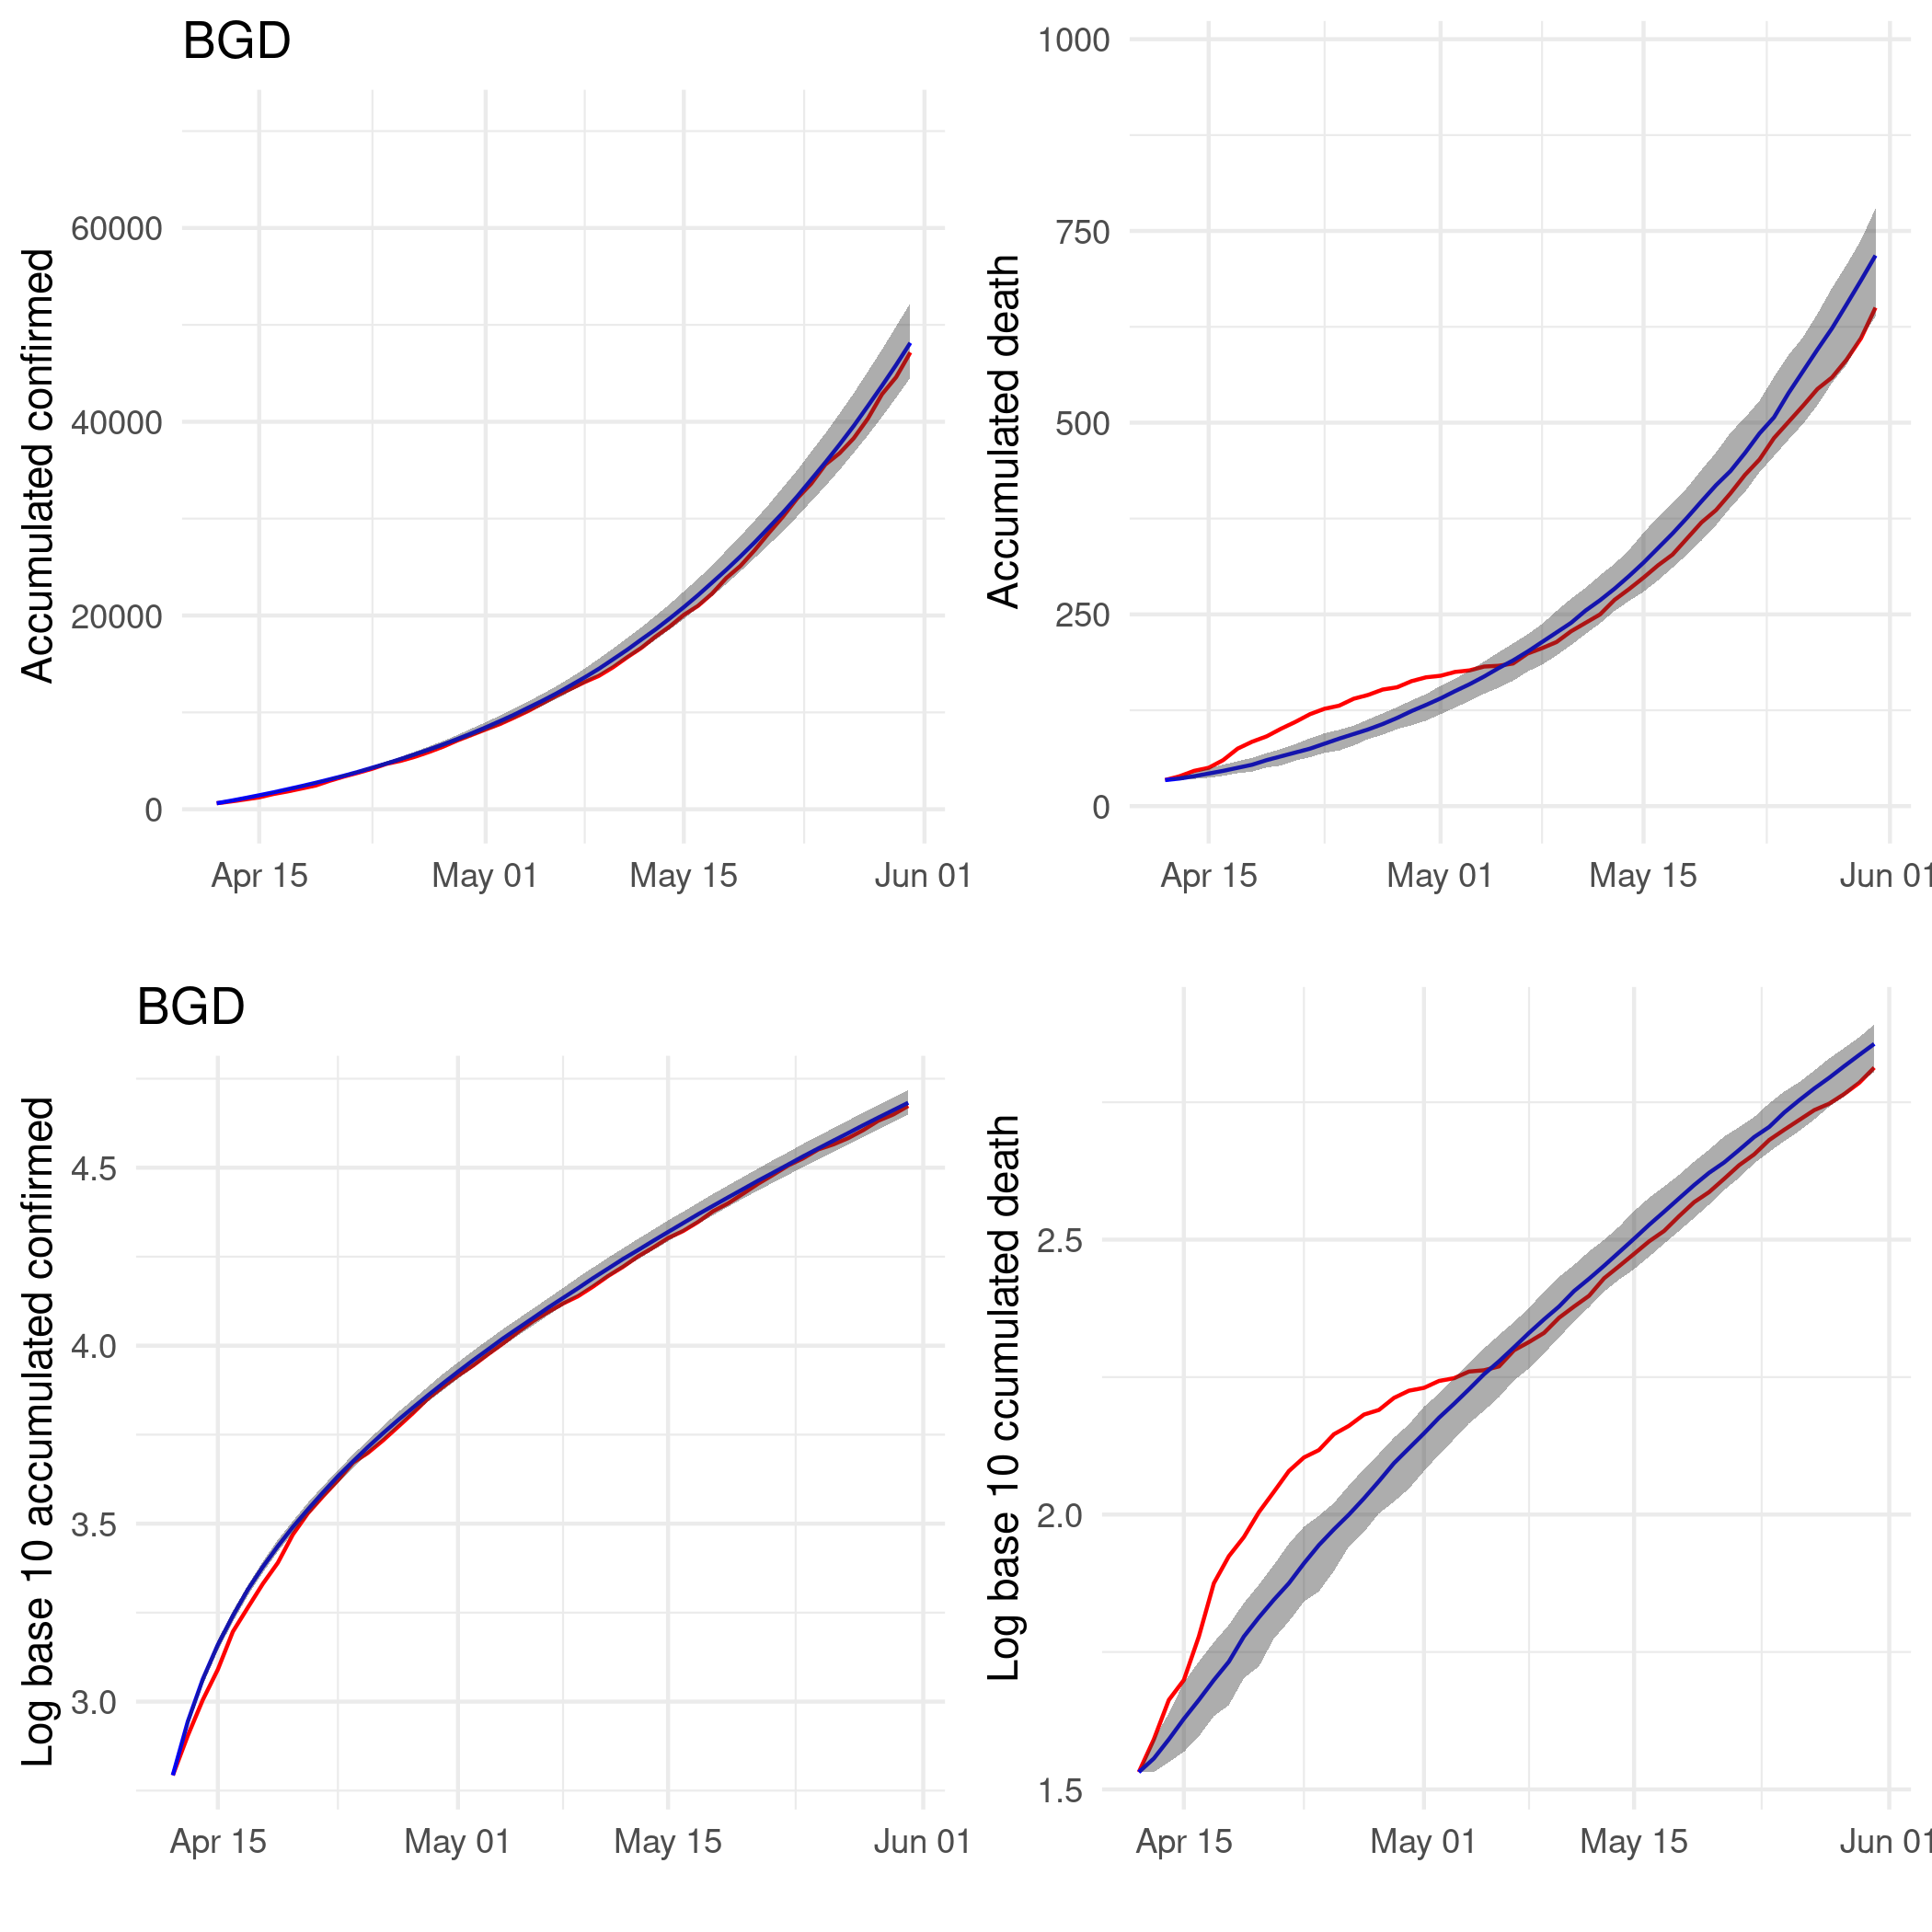 BGD
Accumulated confirmed
60000
40000
20000
0
Apr 15 May 01 May 15 Jun 01
Accumulated death
1000
750
500
250
0
Apr 15 May 01 May 15 Jun 01
BGD
Log base 10 accumulated confirmed
4.5
4.0
3.5
3.0
Apr 15 May 01 May 15 Jun 01
Log base 10 ccumulated death
2.5
2.0
1.5
Apr 15 May 01 May 15 Jun 01